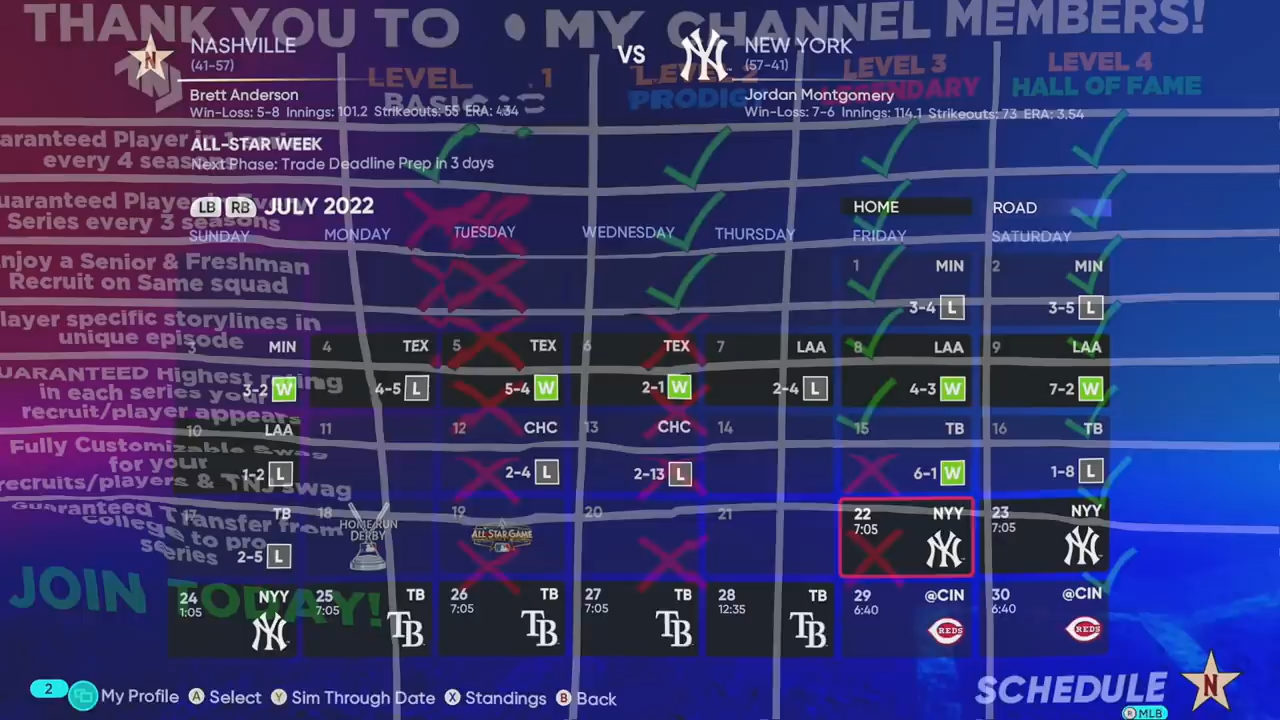 THANK YOU TO MY CHANNEL MEMBERS!
NASHVILLE
(41-57)
VS
NEW YORK
(57-41)
LEVEL 1
BASIC
LEVEL 2
PRODIGY
LEVEL 3
LEGENDARY
LEVEL 4
HALL OF FAME
Brett Anderson
Win-Loss: 5-8 Innings: 101.2 Strikeouts: 55 ERA: 4.34
Jordan Montgomery
Win-Loss: 7-6 Innings: 114.1 Strikeouts: 73 ERA: 3.54
ALL-STAR WEEK
Next Phase: Trade Deadline Prep in 3 days
every 4 seasons
Series every 3 seasons
Enjoy a Senior & Freshman
Recruit on Same squad
player specific storylines in
unique episode
GUARANTEED Highest rating
in each series your
recruit/player appears
Fully Customizable Swag
for your
recruits/players & TNJ swag
Guaranteed Transfer from
college to pro
series
JOIN TODAY!
LB RB JULY 2022
HOME
ROAD
SUNDAY MONDAY TUESDAY WEDNESDAY THURSDAY FRIDAY SATURDAY
1 MIN 2 MIN
3-4 L 3-5 L
3 MIN 4 TEX 5 TEX 6 TEX 7 LAA 8 LAA 9 LAA
3-2 W 4-5 L 5-4 W 2-1 W 2-4 L 4-3 W 7-2 W
10 LAA 11 12 CHC 13 CHC 14 15 TB 16 TB
1-2 L 2-4 L 2-13 L 6-1 W 1-8 L
17 TB 18 19 20 21 22 NYY 23 NYY
7:05 7:05
HOME RUN
DERBY
ALL STAR GAME
2-5 L
24 NYY 25 TB 26 TB 27 TB 28 TB 29 @CIN 30 @CIN
1:05 7:05 7:05 7:05 12:35 6:40 6:40
REDS REDS
2 My Profile A Select Y Sim Through Date X Standings B Back
SCHEDULE
N
R MLB